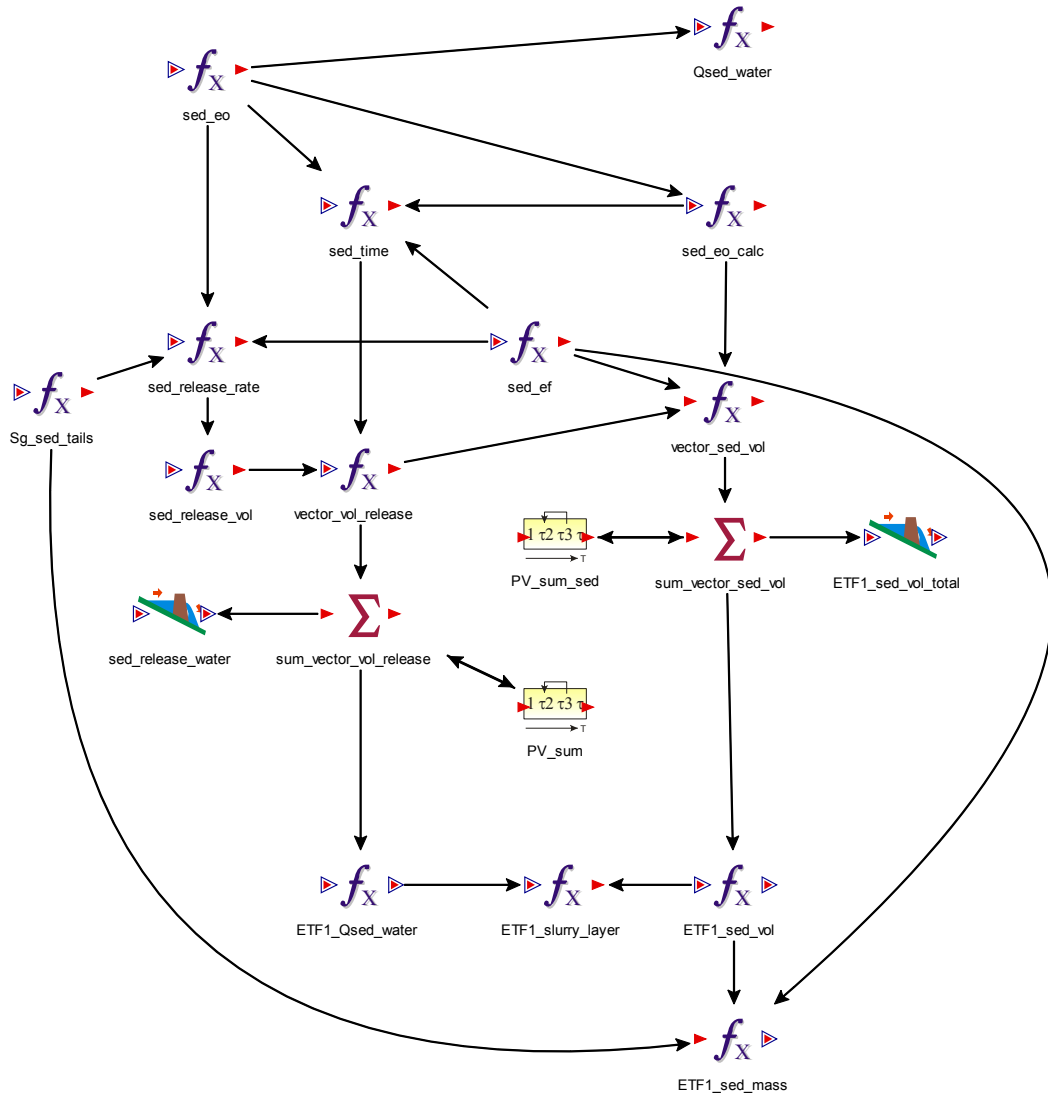 Qsed_water
sed_eo
sed_time
sed_eo_calc
sed_release_rate
sed_ef
Sg_sed_tails
vector_sed_vol
sed_release_vol
vector_vol_release
1 τ2 τ3 τ
T
PV_sum_sed
sum_vector_sed_vol
ETF1_sed_vol_total
sed_release_water
sum_vector_vol_release
1 τ2 τ3 τ
T
PV_sum
ETF1_Qsed_water
ETF1_slurry_layer
ETF1_sed_vol
ETF1_sed_mass